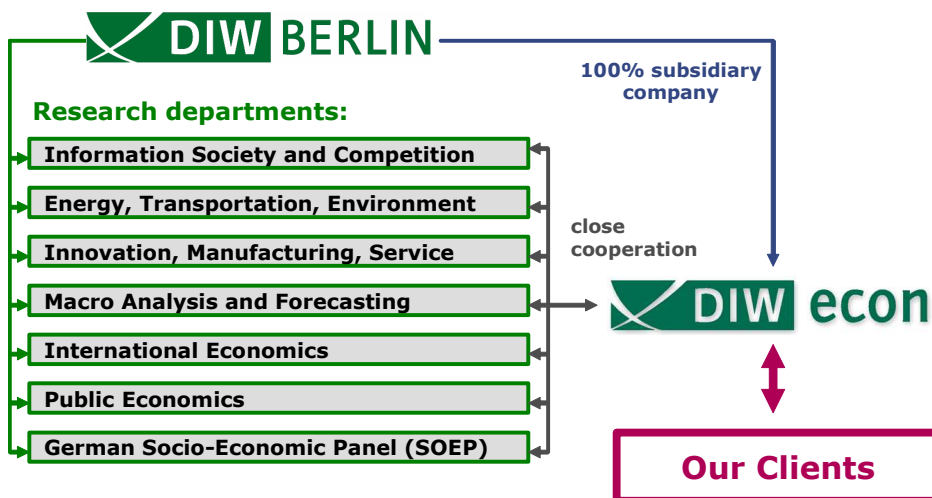 DIW BERLIN
100% subsidiary
company
Research departments:
Information Society and Competition
Energy, Transportation, Environment
Innovation, Manufacturing, Service
Macro Analysis and Forecasting
International Economics
Public Economics
German Socio-Economic Panel (SOEP)
close
cooperation
DIW econ
Our Clients